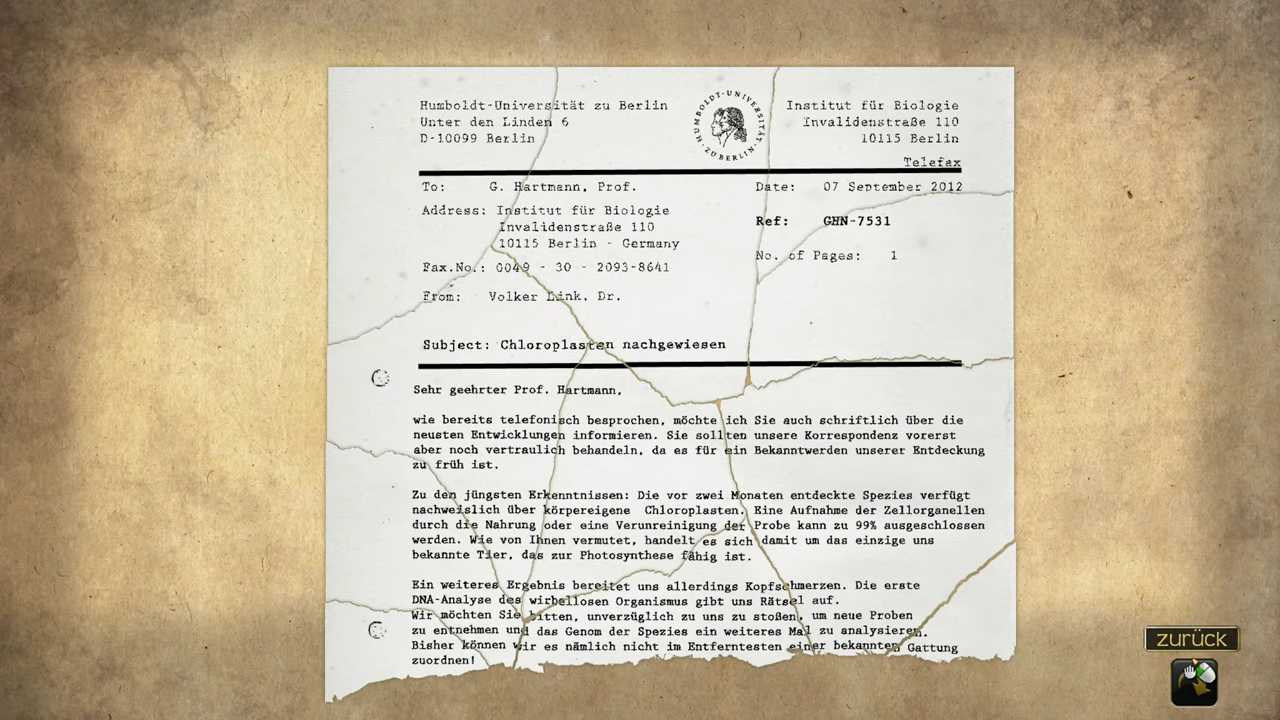 Humboldt-Universität zu Berlin
Unter den Linden 6
D-10099 Berlin
HUMBOLDT-UNIVERSITÄT · ZU BERLIN ·
Institut für Biologie
Invalidenstraße 110
10115 Berlin
Telefax
To: G. Hartmann, Prof.
Address: Institut für Biologie
Invalidenstraße 110
10115 Berlin - Germany
Fax.No.: 0049 - 30 - 2093-8641
From: Volker Link, Dr.
Date: 07 September 2012
Ref: GHN-7531
No. of Pages: 1
Subject: Chloroplasten nachgewiesen
Sehr geehrter Prof. Hartmann,
wie bereits telefonisch besprochen, möchte ich Sie auch schriftlich über die
neusten Entwicklungen informieren. Sie sollten unsere Korrespondenz vorerst
aber noch vertraulich behandeln, da es für ein Bekanntwerden unserer Entdeckung
zu früh ist.
Zu den jüngsten Erkenntnissen: Die vor zwei Monaten entdeckte Spezies verfügt
nachweislich über körpereigene Chloroplasten. Eine Aufnahme der Zellorganellen
durch die Nahrung oder eine Verunreinigung der Probe kann zu 99% ausgeschlossen
werden. Wie von Ihnen vermutet, handelt es sich damit um das einzige uns
bekannte Tier, das zur Photosynthese fähig ist.
Ein weiteres Ergebnis bereitet uns allerdings Kopfschmerzen. Die erste
DNA-Analyse des wirbellosen Organismus gibt uns Rätsel auf.
Wir möchten Sie bitten, unverzüglich zu uns zu stoßen, um neue Proben
zu entnehmen und das Genom der Spezies ein weiteres Mal zu analysieren.
Bisher können wir es nämlich nicht im Entferntesten einer bekannten Gattung
zuordnen!
zurück